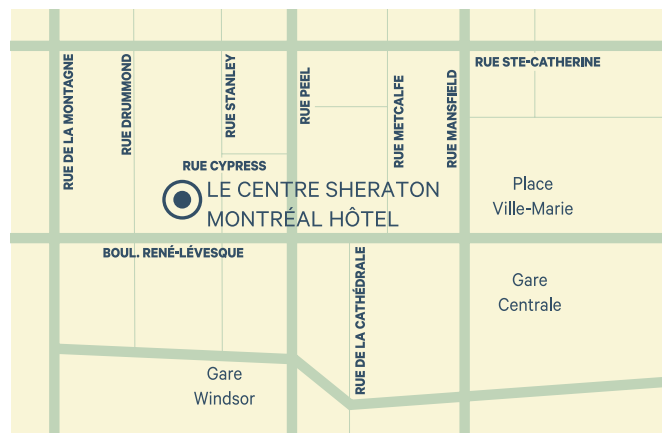 RUE STE-CATHERINE
RUE DE LA MONTAGNE
RUE DRUMMOND
RUE STANLEY
RUE PEEL
RUE METCALFE
RUE MANSFIELD
RUE CYPRESS
LE CENTRE SHERATON
MONTRÉAL HÔTEL
Place
Ville-Marie
BOUL. RENÉ-LÉVESQUE
RUE DE LA CATHÉDRALE
Gare
Centrale
Gare
Windsor